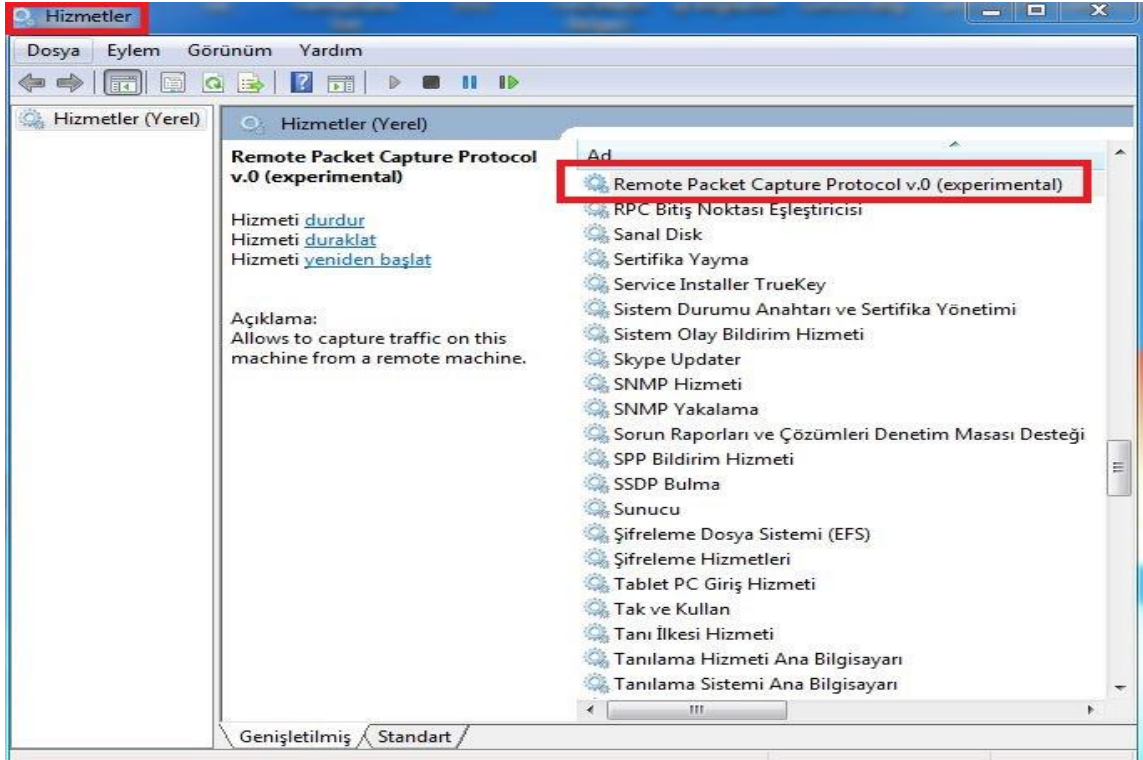 Hizmetler
Dosya Eylem Görünüm Yardım
Hizmetler (Yerel)
Hizmetler (Yerel)
Remote Packet Capture Protocol
v.0 (experimental)
Hizmeti durdur
Hizmeti duraklat
Hizmeti yeniden başlat
Açıklama:
Allows to capture traffic on this
machine from a remote machine.
Ad
Remote Packet Capture Protocol v.0 (experimental)
RPC Bitiş Noktası Eşleştiricisi
Sanal Disk
Sertifika Yayma
Service Installer TrueKey
Sistem Durumu Anahtarı ve Sertifika Yönetimi
Sistem Olay Bildirim Hizmeti
Skype Updater
SNMP Hizmeti
SNMP Yakalama
Sorun Raporları ve Çözümleri Denetim Masası Desteği
SPP Bildirim Hizmeti
SSDP Bulma
Sunucu
Şifreleme Dosya Sistemi (EFS)
Şifreleme Hizmetleri
Tablet PC Giriş Hizmeti
Tak ve Kullan
Tanı İlkesi Hizmeti
Tanılama Hizmeti Ana Bilgisayarı
Tanılama Sistemi Ana Bilgisayarı
Genişletilmiş Standart